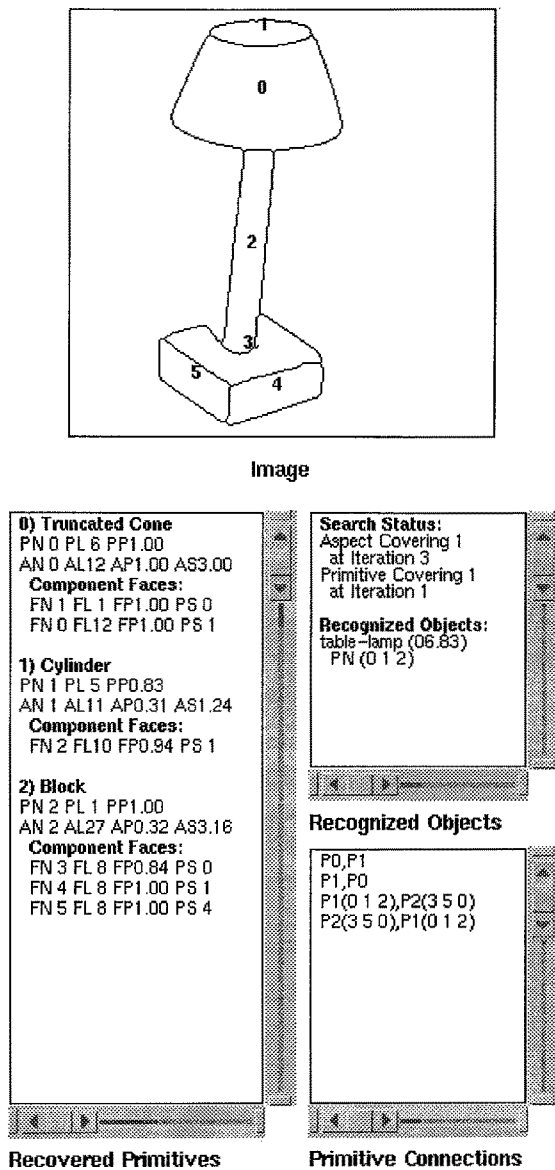 1
0
2
3
5
4
Image
0) Truncated Cone
PN 0 PL 6 PP1.00
AN 0 AL12 AP1.00 AS3.00
Component Faces:
FN 1 FL 1 FP1.00 PS 0
FN 0 FL12 FP1.00 PS 1
1) Cylinder
PN 1 PL 5 PP0.83
AN 1 AL11 AP0.31 AS1.24
Component Faces:
FN 2 FL10 FP0.94 PS 1
2) Block
PN 2 PL 1 PP1.00
AN 2 AL27 AP0.32 AS3.16
Component Faces:
FN 3 FL 8 FP0.84 PS 0
FN 4 FL 8 FP1.00 PS 1
FN 5 FL 8 FP1.00 PS 4
Recovered Primitives
Search Status:
Aspect Covering 1
at Iteration 3
Primitive Covering 1
at Iteration 1
Recognized Objects:
table-lamp (06.83)
PN (0 1 2)
Recognized Objects
P0,P1
P1,P0
P1(0 1 2),P2(3 5 0)
P2(3 5 0),P1(0 1 2)
Primitive Connections